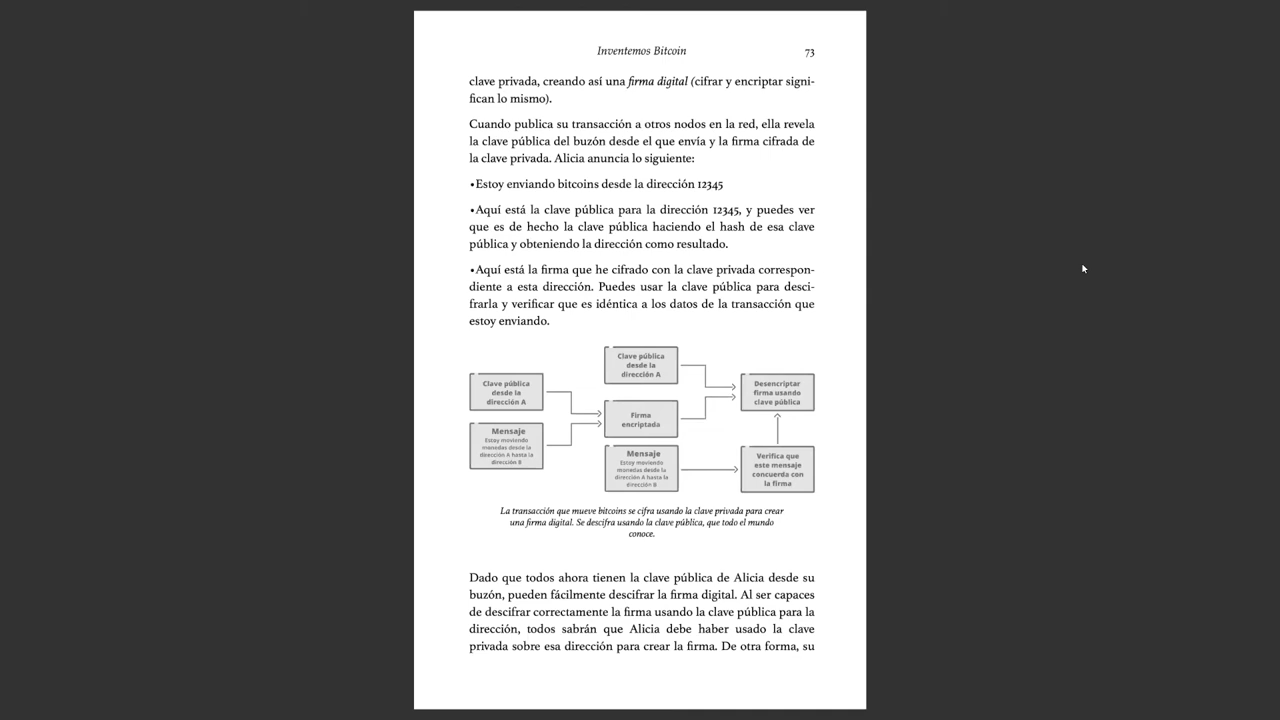 Inventemos Bitcoin 73
clave privada, creando así una firma digital (cifrar y encriptar signi-
fican lo mismo).
Cuando publica su transacción a otros nodos en la red, ella revela
la clave pública del buzón desde el que envía y la firma cifrada de
la clave privada. Alicia anuncia lo siguiente:
•Estoy enviando bitcoins desde la dirección 12345
•Aquí está la clave pública para la dirección 12345, y puedes ver
que es de hecho la clave pública haciendo el hash de esa clave
pública y obteniendo la dirección como resultado.
•Aquí está la firma que he cifrado con la clave privada correspon-
diente a esta dirección. Puedes usar la clave pública para desci-
frarla y verificar que es idéntica a los datos de la transacción que
estoy enviando.
Clave pública
desde la
dirección A
Mensaje
Estoy moviendo
monedas desde la
dirección A hasta la
dirección B
Clave pública
desde la
dirección A
Firma
encriptada
Mensaje
Estoy moviendo
monedas desde la
dirección A hasta la
dirección B
Desencriptar
firma usando
clave pública
Verifica que
este mensaje
concuerda con
la firma
La transacción que mueve bitcoins se cifra usando la clave privada para crear
una firma digital. Se descifra usando la clave pública, que todo el mundo
conoce.
Dado que todos ahora tienen la clave pública de Alicia desde su
buzón, pueden fácilmente descifrar la firma digital. Al ser capaces
de descifrar correctamente la firma usando la clave pública para la
dirección, todos sabrán que Alicia debe haber usado la clave
privada sobre esa dirección para crear la firma. De otra forma, su